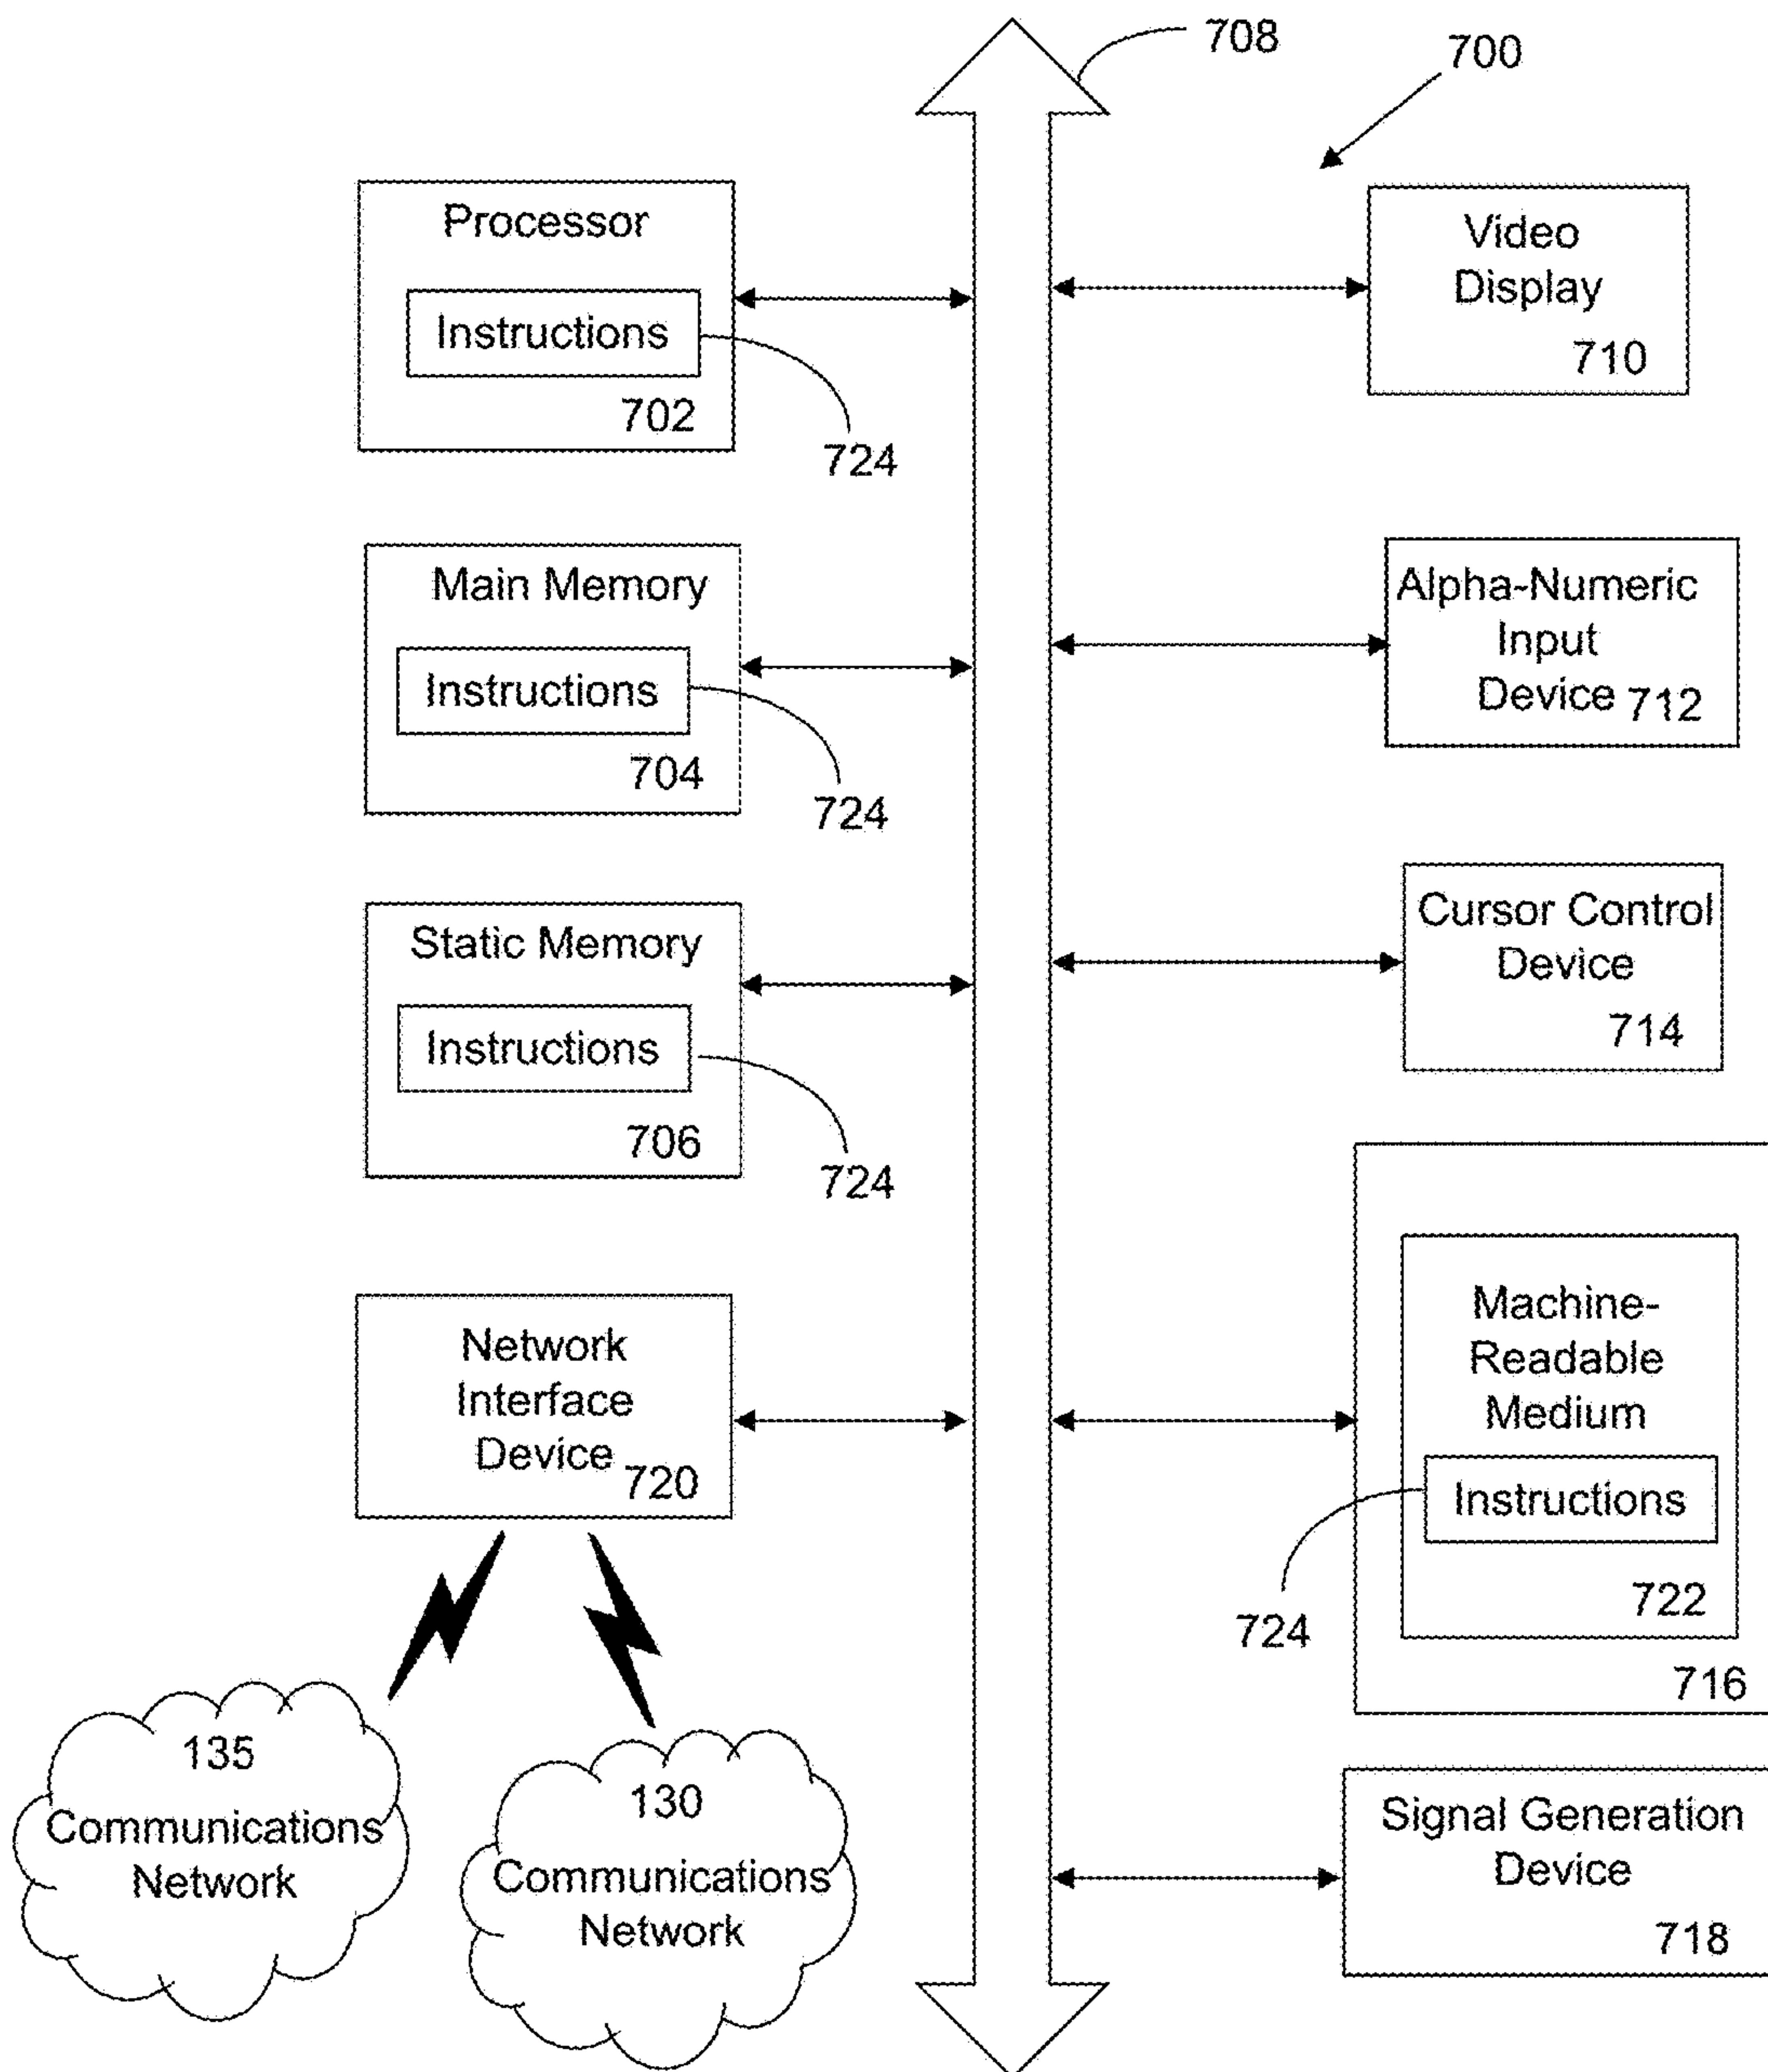 708
700
Processor
Instructions
702
724
Video
Display
710
Main Memory
Instructions
704
724
Alpha-Numeric
Input
Device 712
Static Memory
Instructions
706
724
Cursor Control
Device
714
Network
Interface
Device 720
Machine-
Readable
Medium
Instructions
722
724
716
135
Communications
Network
130
Communications
Network
Signal Generation
Device
718